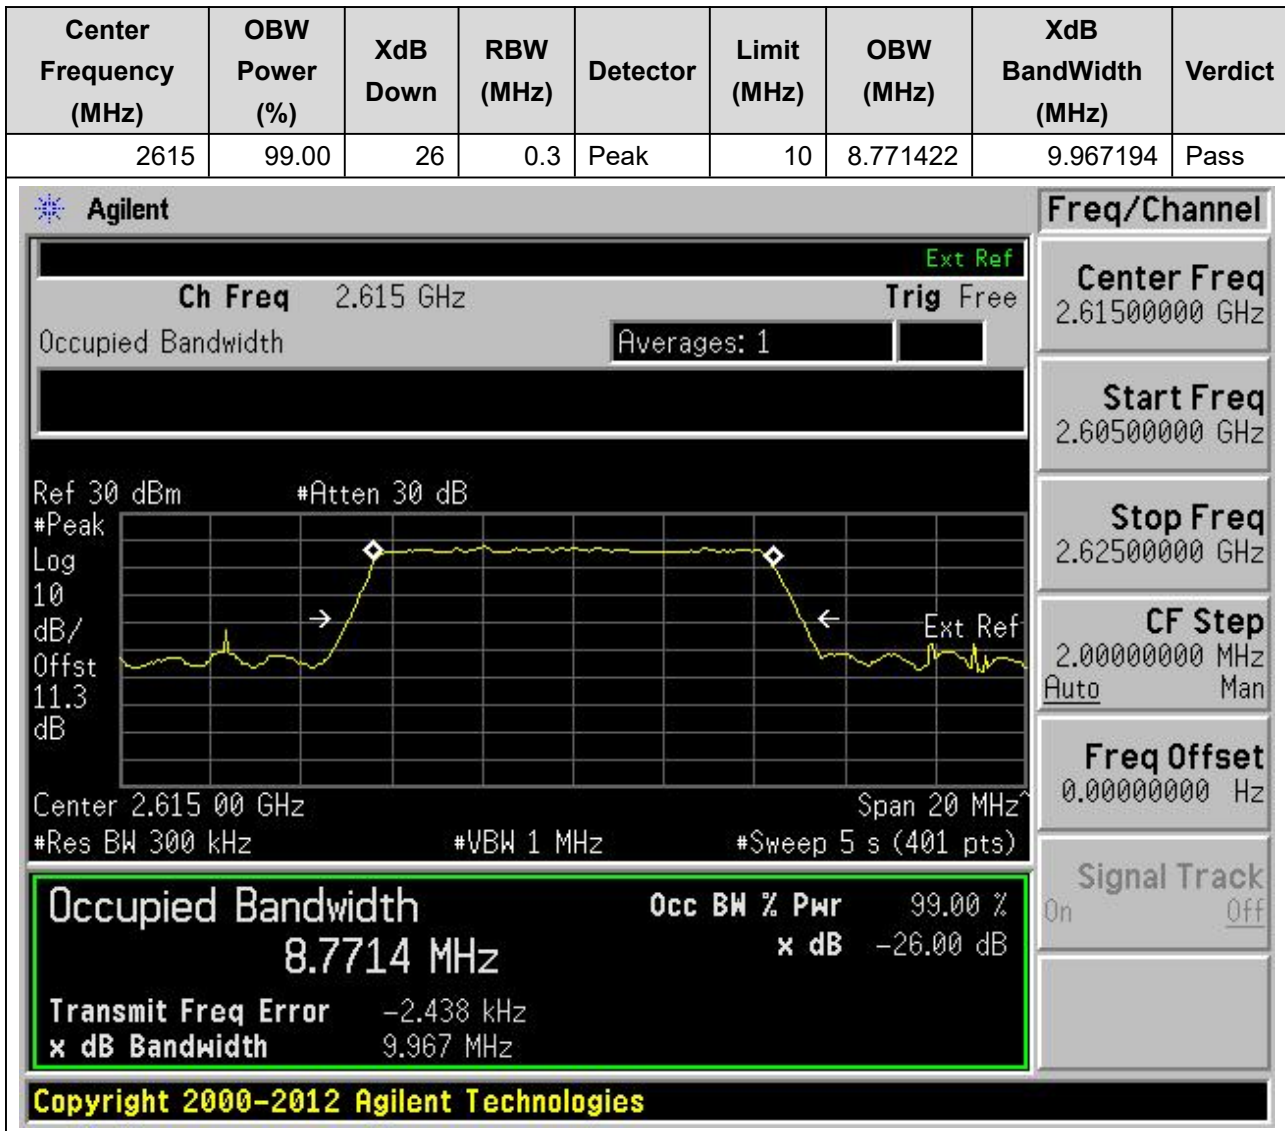 Center Frequency (MHz) OBW Power (%) XdB Down RBW (MHz) Detector Limit (MHz) OBW (MHz) XdB BandWidth (MHz) Verdict
2615 99.00 26 0.3 Peak 10 8.771422 9.967194 Pass
Agilent
Freq/Channel
Ext Ref
Ch Freq 2.615 GHz Trig Free
Occupied Bandwidth Averages: 1
Center Freq
2.61500000 GHz
Start Freq
2.60500000 GHz
Stop Freq
2.62500000 GHz
CF Step
2.00000000 MHz
Auto Man
Freq Offset
0.00000000 Hz
Signal Track
On Off
Ref 30 dBm #Atten 30 dB
#Peak
Log
10
dB/
Offst
11.3
dB
Ext Ref
Center 2.615 00 GHz Span 20 MHz^
#Res BW 300 kHz #VBW 1 MHz #Sweep 5 s (401 pts)
Occupied Bandwidth Occ BW % Pwr 99.00 %
8.7714 MHz x dB -26.00 dB
Transmit Freq Error -2.438 kHz
x dB Bandwidth 9.967 MHz
Copyright 2000-2012 Agilent Technologies